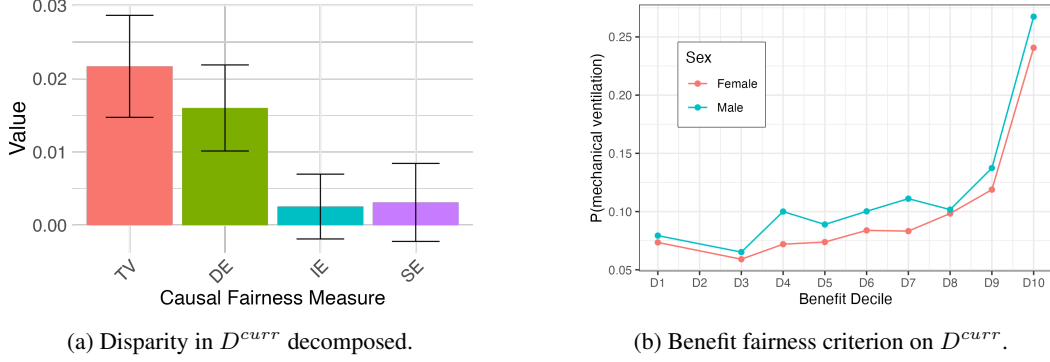 0.03
0.02
0.01
0.00
Value
TV
DE
IE
SE
Causal Fairness Measure
(a) Disparity in D^{curr} decomposed.
0.25
0.20
0.15
0.10
0.05
P(mechanical ventilation)
Sex
Female
Male
D1 D2 D3 D4 D5 D6 D7 D8 D9 D10
Benefit Decile
(b) Benefit fairness criterion on D^{curr}.